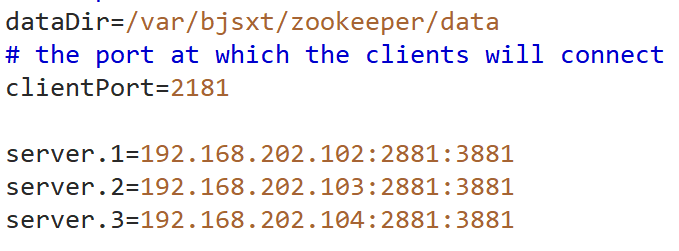 dataDir=/var/bjsxt/zookeeper/data
# the port at which the clients will connect
clientPort=2181
server.1=192.168.202.102:2881:3881
server.2=192.168.202.103:2881:3881
server.3=192.168.202.104:2881:3881